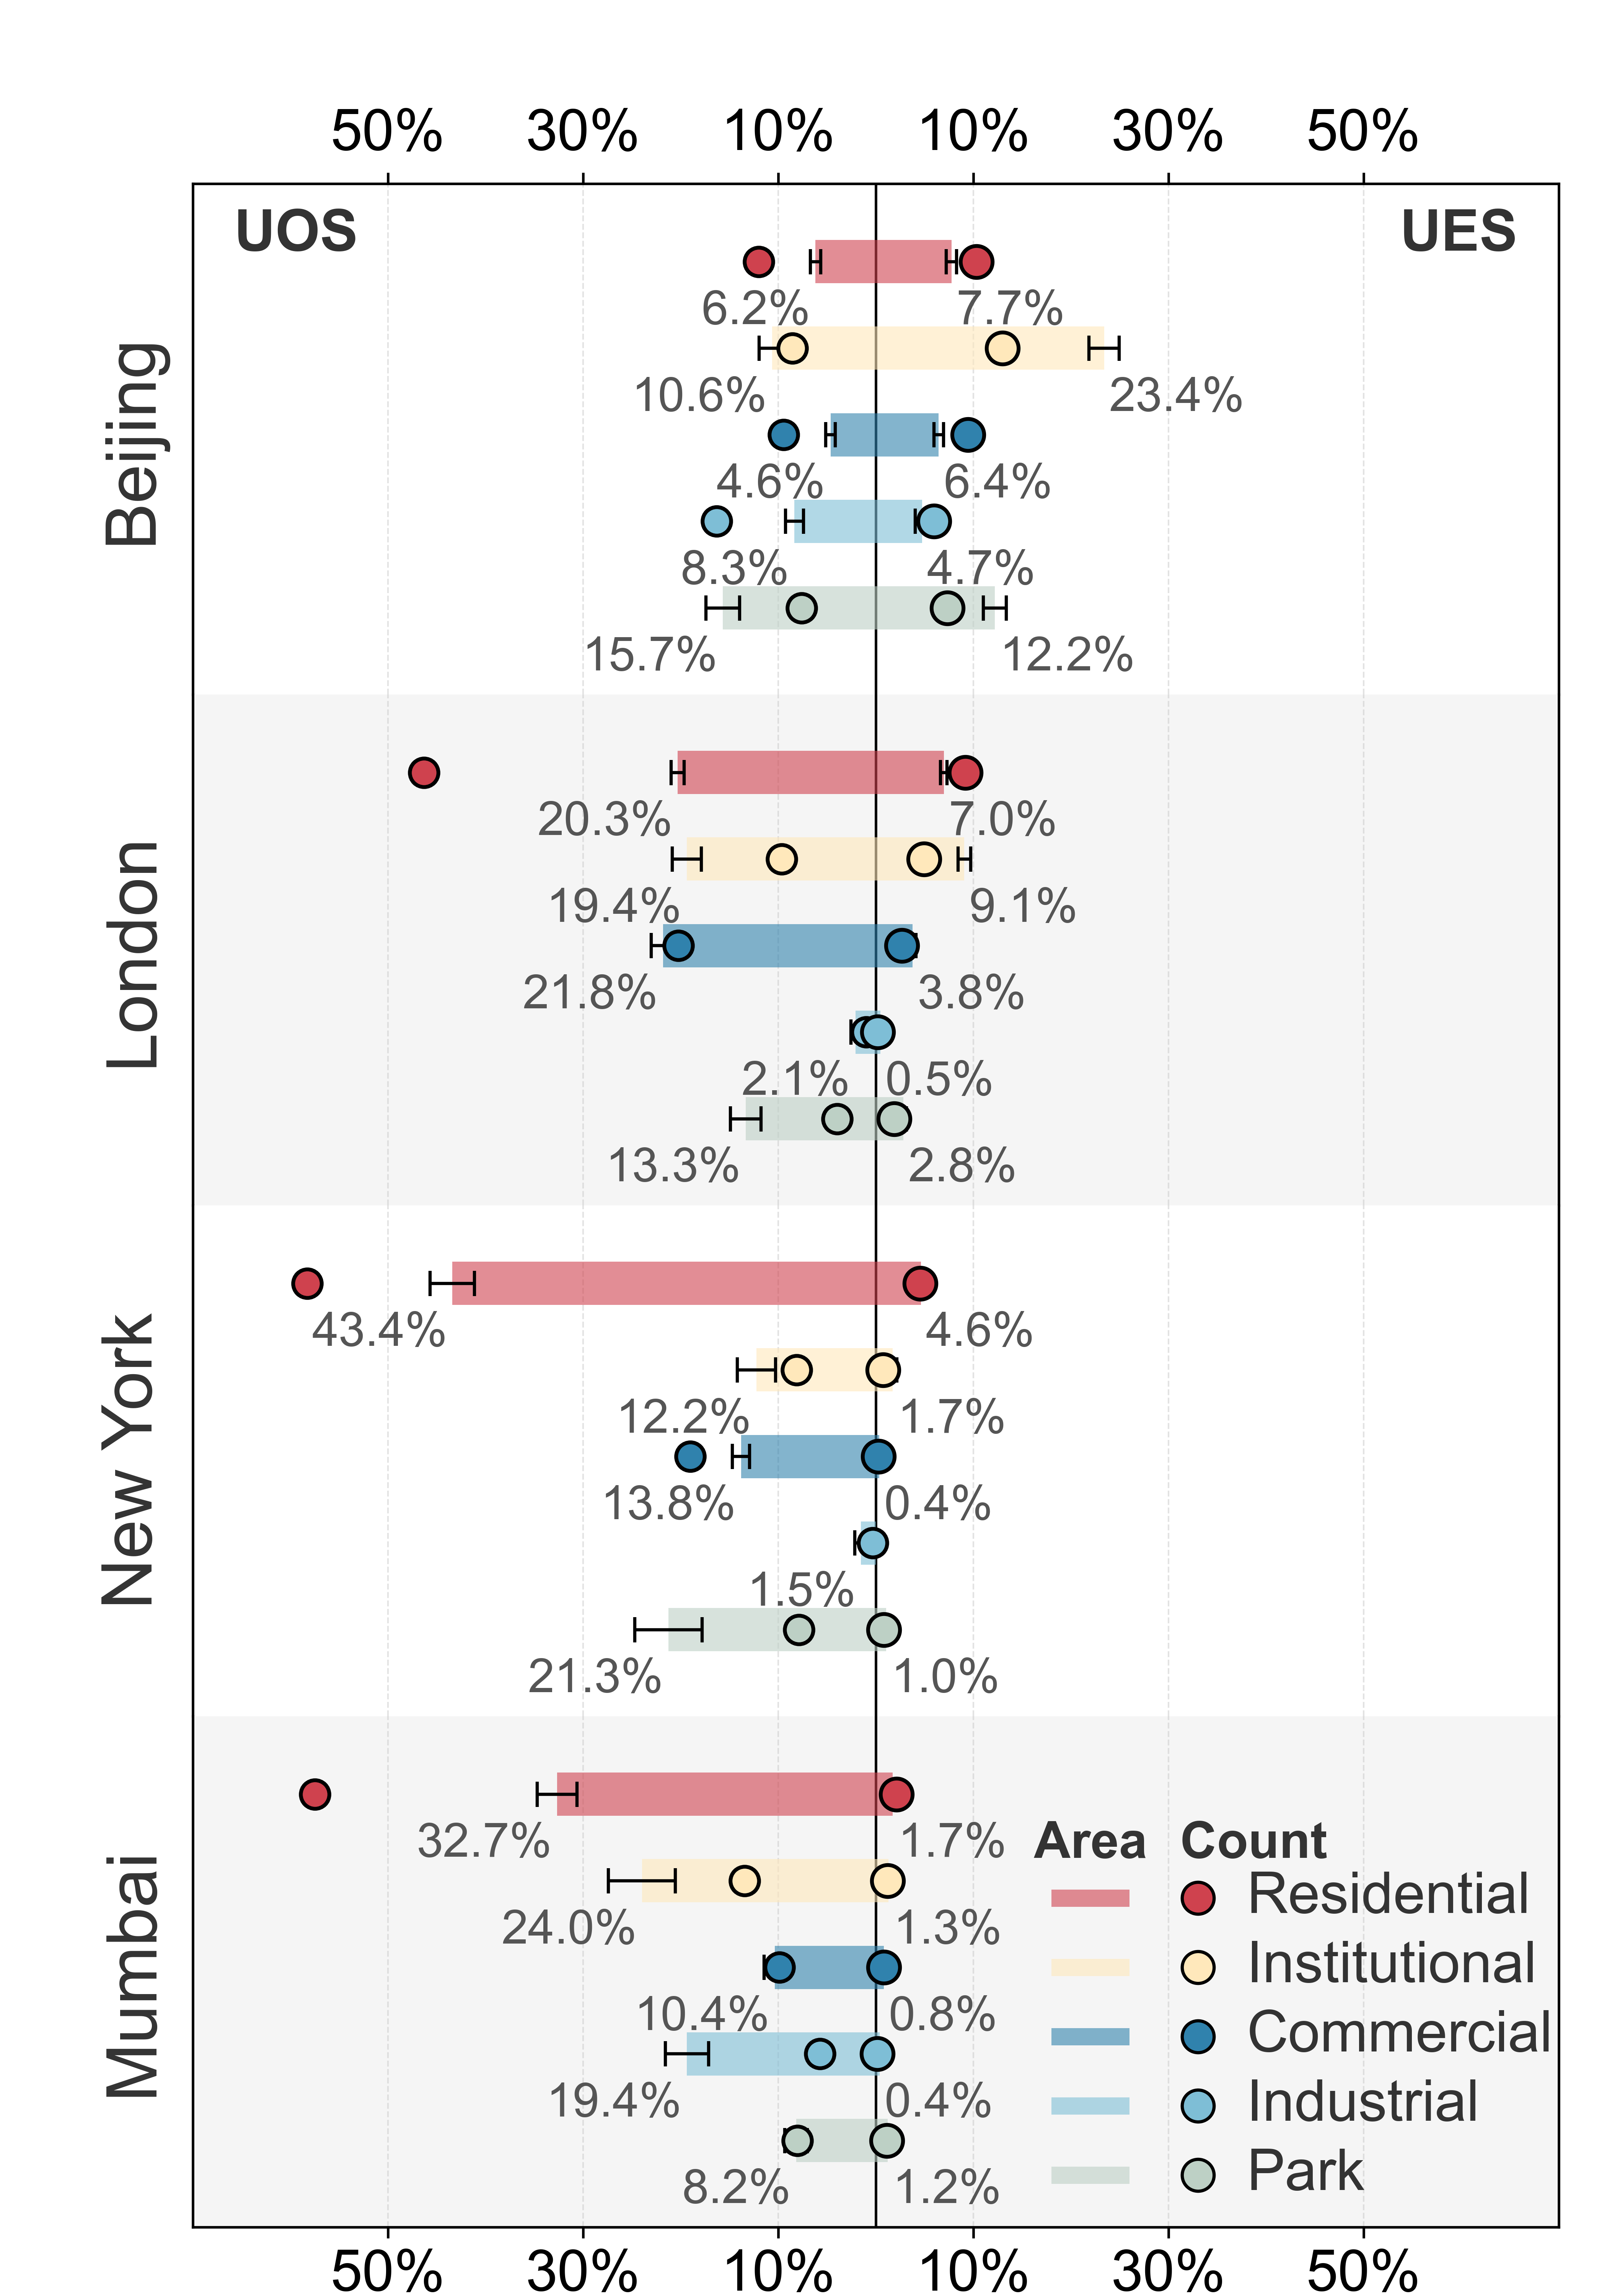 50% 30% 10% 10% 30% 50%
UOS UES
Beijing
6.2% 7.7%
10.6% 23.4%
4.6% 6.4%
8.3% 4.7%
15.7% 12.2%
London
20.3% 7.0%
19.4% 9.1%
21.8% 3.8%
2.1% 0.5%
13.3% 2.8%
New York
43.4% 4.6%
12.2% 1.7%
13.8% 0.4%
1.5%
21.3% 1.0%
Mumbai
32.7% 1.7%
24.0% 1.3%
10.4% 0.8%
19.4% 0.4%
8.2% 1.2%
Area Count
Residential
Institutional
Commercial
Industrial
Park
50% 30% 10% 10% 30% 50%